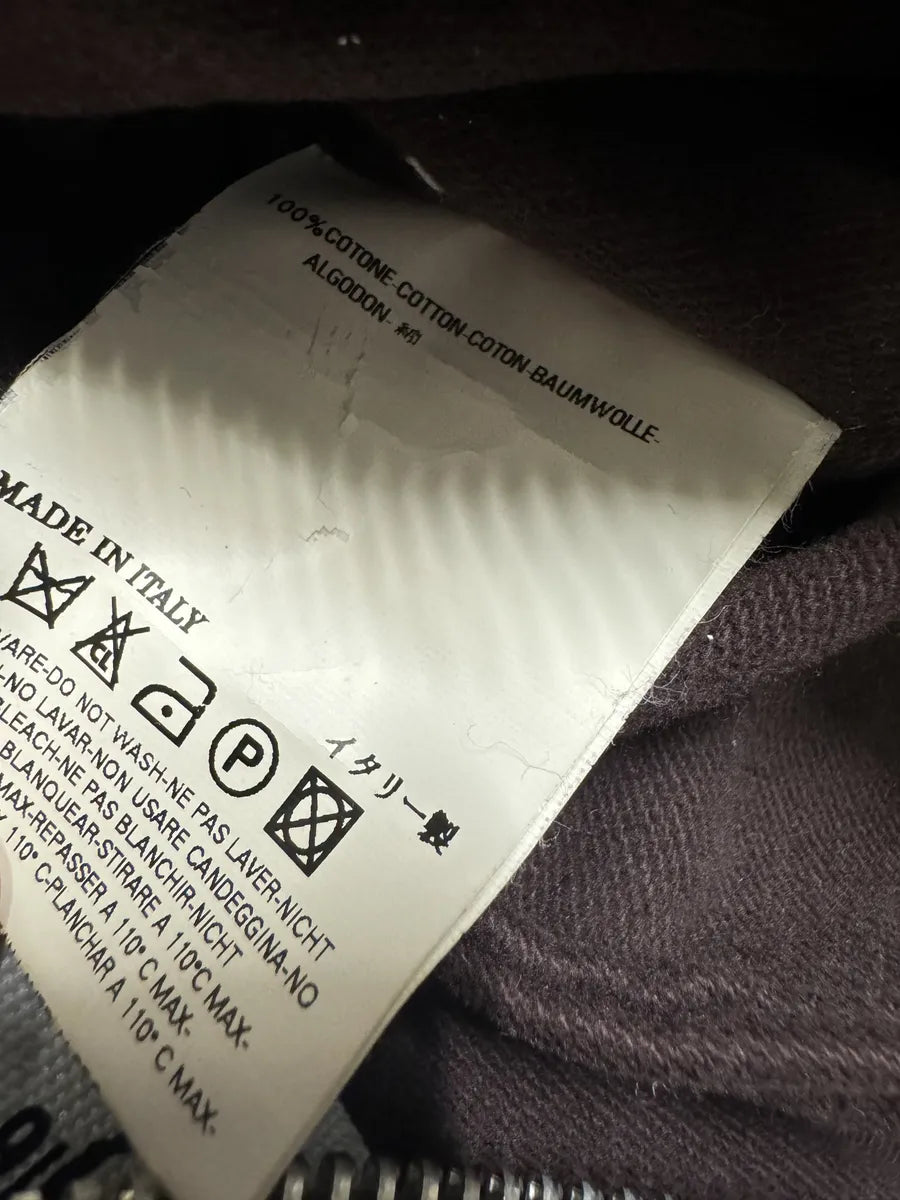 100%COTONE-COTTON-COTON-BAUMWOLLE-
ALGODON-綿
MADE IN ITALY
CL
P
イタリー製
/ARE-DO NOT WASH-NE PAS LAVER-NICHT
-NO LAVAR-NON USARE CANDEGGINA-NO
BLEACH-NE PAS BLANCHIR-NICHT
BLANQUEAR-STIRARE A 110°C MAX-
MAX-REPASSER A 110° C MAX-
110° C-PLANCHAR A 110° C MAX-